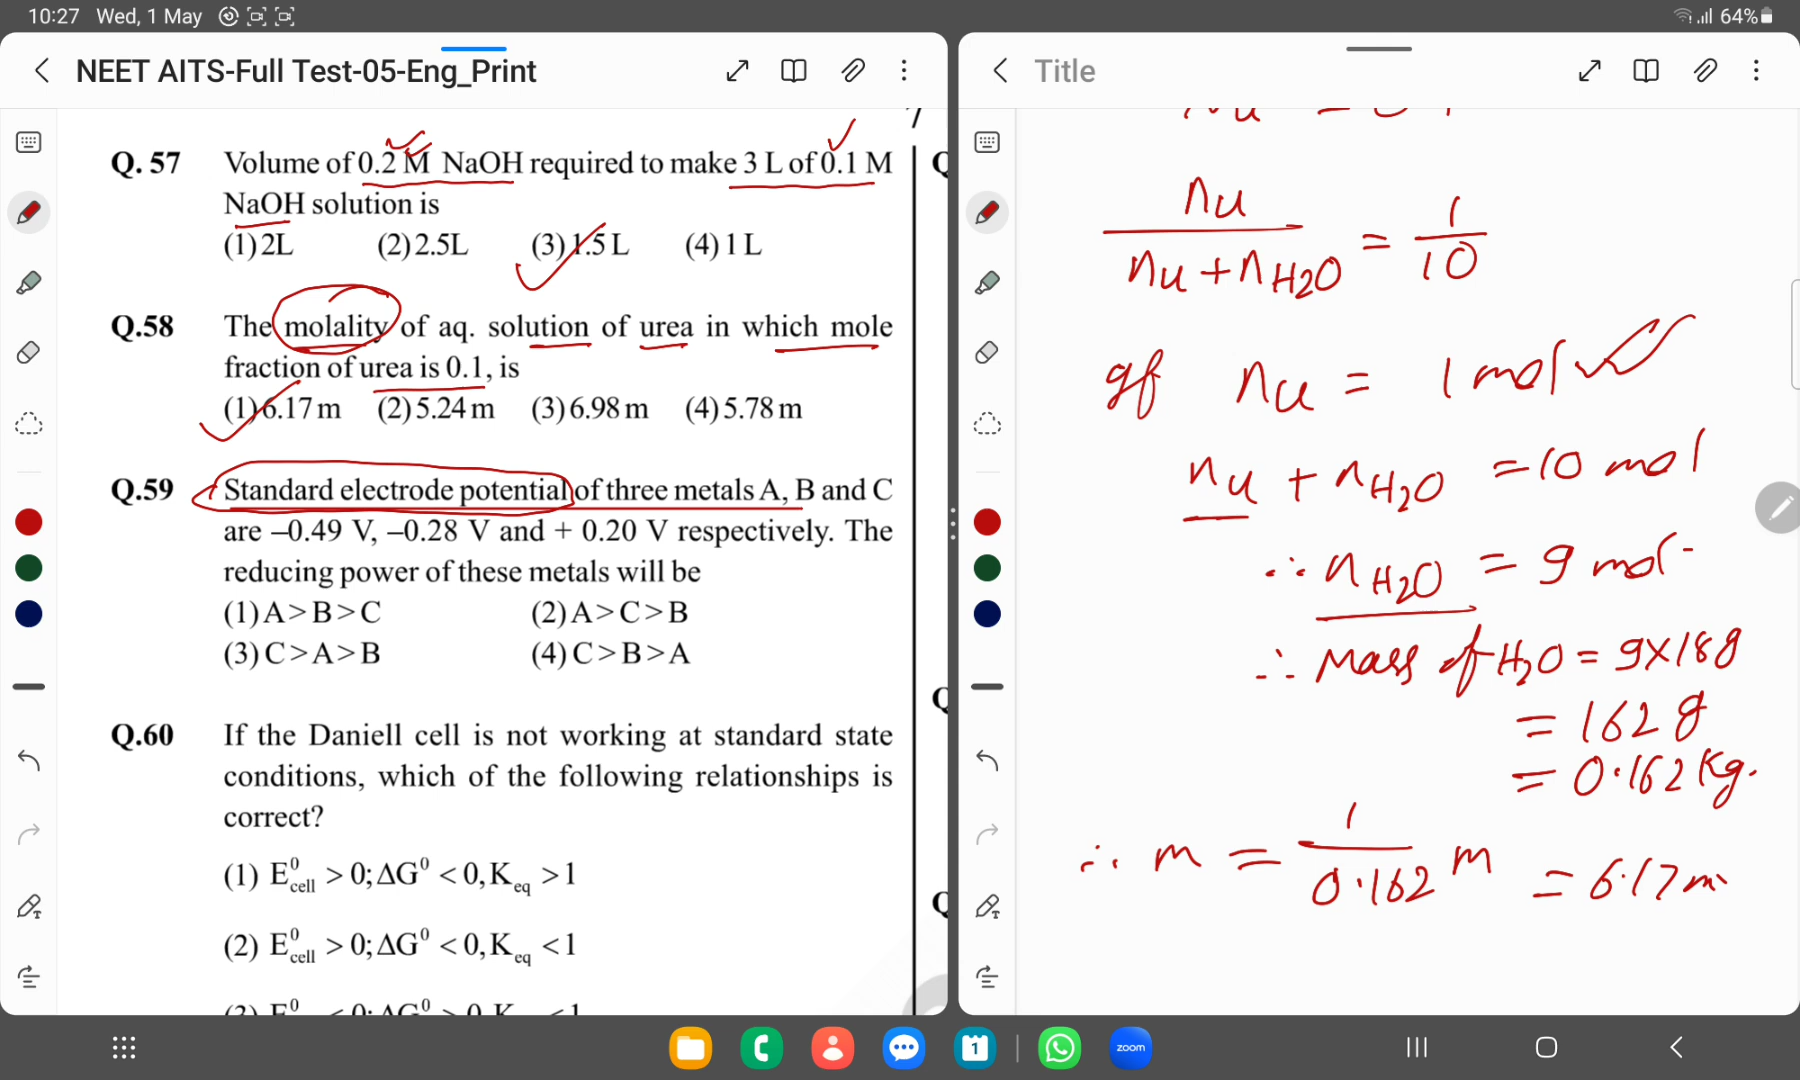 10:27 Wed, 1 May
64%
NEET AITS-Full Test-05-Eng_Print
Q. 57 Volume of 0.2 M NaOH required to make 3 L of 0.1 M
NaOH solution is
(1) 2L (2) 2.5L (3) 1.5 L (4) 1 L
Q.58 The molality of aq. solution of urea in which mole
fraction of urea is 0.1, is
(1) 6.17 m (2) 5.24 m (3) 6.98 m (4) 5.78 m
Q.59 Standard electrode potential of three metals A, B and C
are –0.49 V, –0.28 V and + 0.20 V respectively. The
reducing power of these metals will be
(1) A > B > C (2) A > C > B
(3) C > A > B (4) C > B > A
Q.60 If the Daniell cell is not working at standard state
conditions, which of the following relationships is
correct?
(1) E⁰cell > 0; ΔG⁰ < 0, Keq > 1
(2) E⁰cell > 0; ΔG⁰ < 0, Keq < 1
Title
nu / nu + nH2O = 1 / 10
If nu = 1 mol
nu + nH2O = 10 mol
∴ nH2O = 9 mol
∴ Mass of H2O = 9×18g
= 162 g
= 0.162 Kg.
∴ m = 1 / 0.162 m = 6.17 m
1
zoom